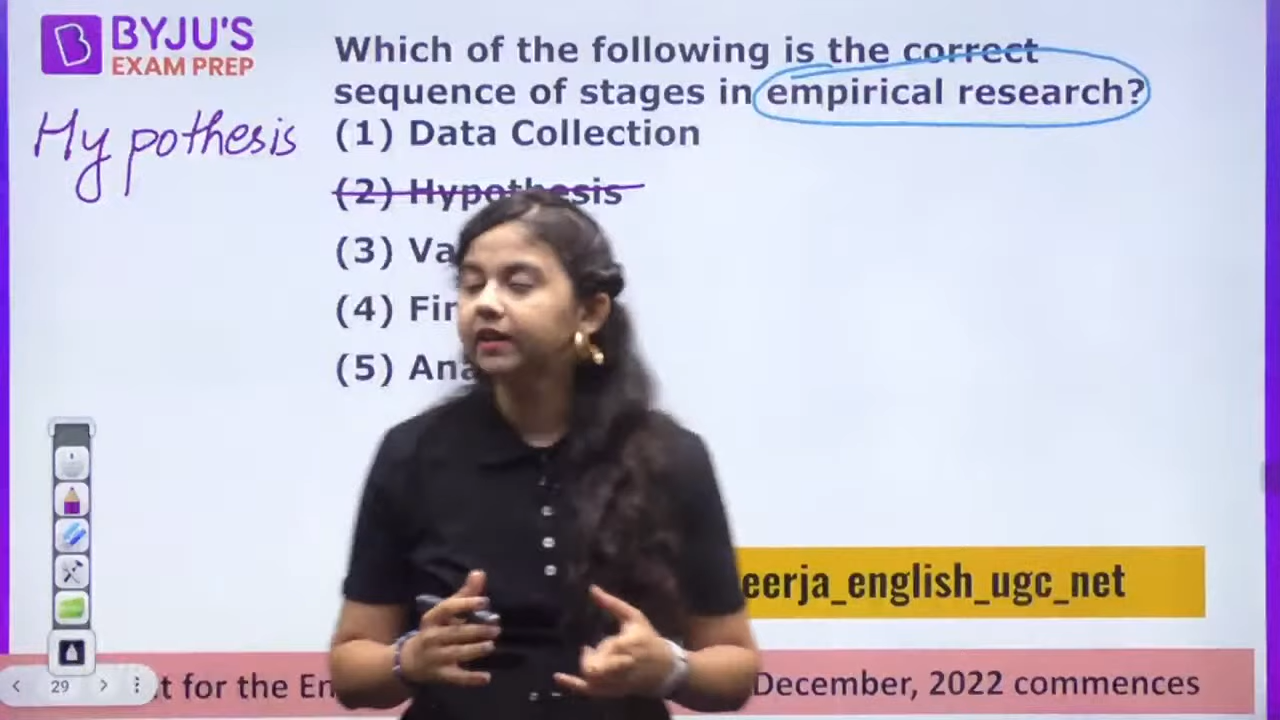 BYJU'S
EXAM PREP
Which of the following is the correct
sequence of stages in empirical research?
Hypothesis
(1) Data Collection
(2) Hypothesis
(3) Va
(4) Fin
(5) Ana
eerja_english_ugc_net
t for the En December, 2022 commences
29